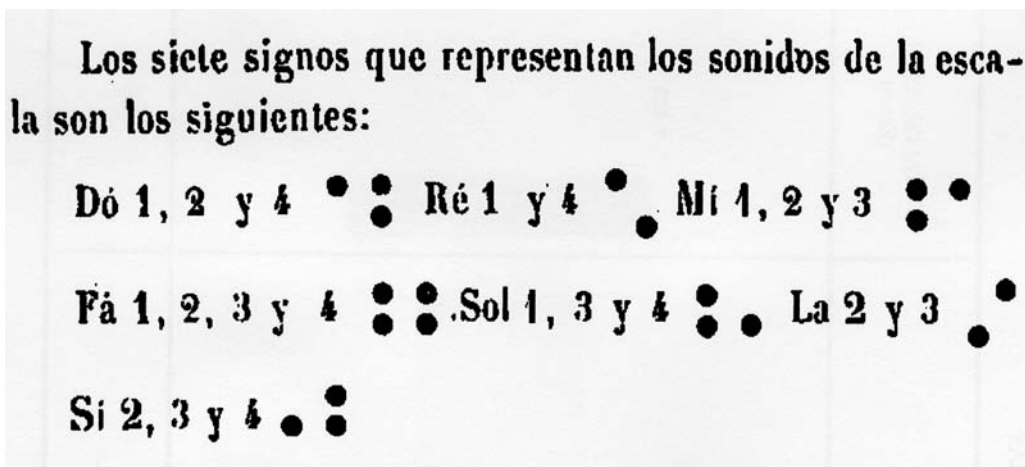 Los siete signos que representan los sonidos de la esca-
la son los siguientes:
Dó 1, 2 y 4 Ré 1 y 4 Mí 1, 2 y 3
Fá 1, 2, 3 y 4 .Sol 1, 3 y 4 La 2 y 3
Si 2, 3 y 4